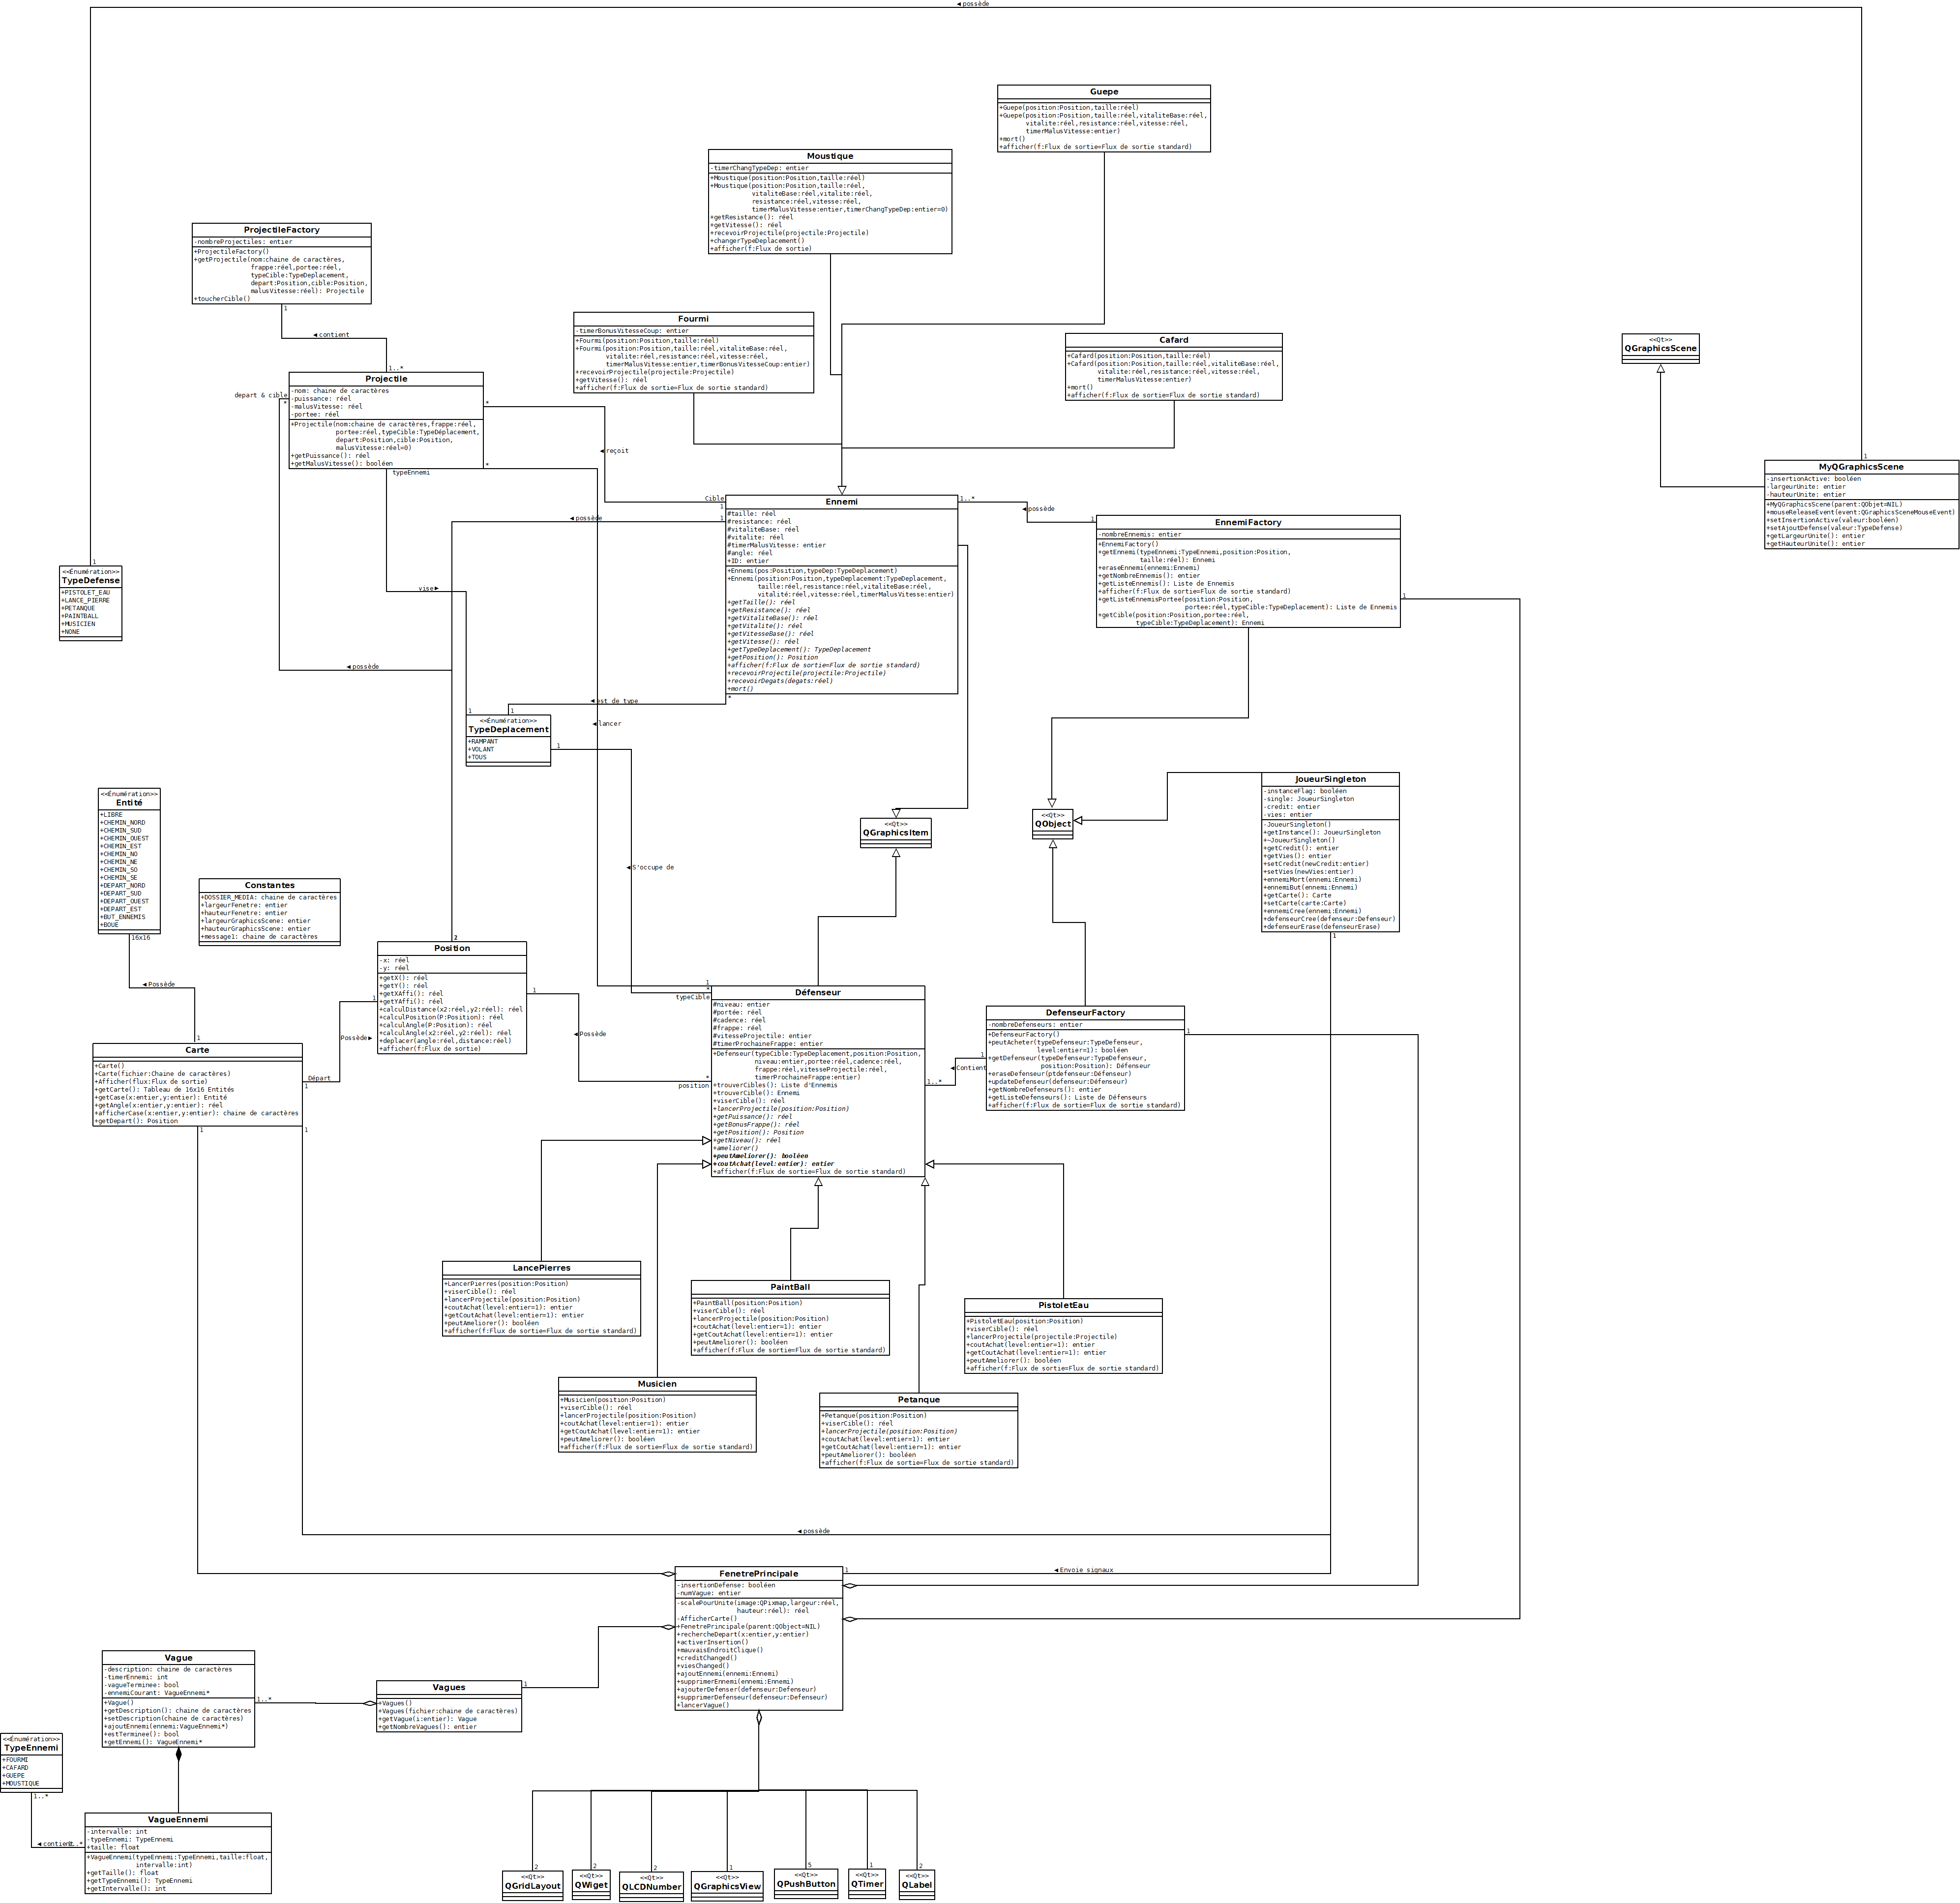 ◄ possède
Guepe
+Guepe(position:Position,taille:réel)
+Guepe(position:Position,taille:réel,vitaliteBase:réel,
vitalite:réel,resistance:réel,vitesse:réel,
timerMalusVitesse:entier)
+mort()
+afficher(f:Flux de sortie=Flux de sortie standard)
Moustique
-timerChangTypeDep: entier
+Moustique(position:Position,taille:réel)
+Moustique(position:Position,taille:réel,
vitaliteBase:réel,vitalite:réel,
resistance:réel,vitesse:réel,
timerMalusVitesse:entier,timerChangTypeDep:entier=0)
+getResistance(): réel
+getVitesse(): réel
+recevoirProjectile(projectile:Projectile)
+changerTypeDeplacement()
+afficher(f:Flux de sortie)
ProjectileFactory
-nombreProjectiles: entier
+ProjectileFactory()
+getProjectile(nom:chaine de caractères,
frappe:réel,portee:réel,
typeCible:TypeDeplacement,
depart:Position,cible:Position,
malusVitesse:réel): Projectile
+toucherCible()
1
◄ contient
1..*
Fourmi
-timerBonusVitesseCoup: entier
+Fourmi(position:Position,taille:réel)
+Fourmi(position:Position,taille:réel,vitaliteBase:réel,
vitalite:réel,resistance:réel,vitesse:réel,
timerMalusVitesse:entier,timerBonusVitesseCoup:entier)
+recevoirProjectile(projectile:Projectile)
+getVitesse(): réel
+afficher(f:Flux de sortie=Flux de sortie standard)
Cafard
+Cafard(position:Position,taille:réel)
+Cafard(position:Position,taille:réel,vitaliteBase:réel,
vitalite:réel,resistance:réel,vitesse:réel,
timerMalusVitesse:entier)
+mort()
+afficher(f:Flux de sortie=Flux de sortie standard)
<<Qt>>
QGraphicsScene
Projectile
-nom: chaine de caractères
-puissance: réel
-malusVitesse: réel
-portee: réel
+Projectile(nom:chaine de caractères,frappe:réel,
portee:réel,typeCible:TypeDéplacement,
depart:Position,cible:Position,
malusVitesse:réel=0)
+getPuissance(): réel
+getMalusVitesse(): booléen
depart & cible
*
*
*
typeEnnemi
◄ reçoit
1
MyQGraphicsScene
-insertionActive: booléen
-largeurUnite: entier
-hauteurUnite: entier
+MyQGraphicsScene(parent:QObjet=NIL)
+mouseReleaseEvent(event:QGraphicsSceneMouseEvent)
+setInsertionActive(valeur:booléen)
+setAjoutDefense(valeur:TypeDefense)
+getLargeurUnite(): entier
+getHauteurUnite(): entier
Cible
1
1
◄ possède
Ennemi
#taille: réel
#resistance: réel
#vitaliteBase: réel
#vitalite: réel
#timerMalusVitesse: entier
#angle: réel
+ID: entier
+Ennemi(pos:Position,typeDep:TypeDeplacement)
+Ennemi(position:Position,typeDeplacement:TypeDeplacement,
taille:réel,resistance:réel,vitaliteBase:réel,
vitalité:réel,vitesse:réel,timerMalusVitesse:entier)
+getTaille(): réel
+getResistance(): réel
+getVitaliteBase(): réel
+getVitalite(): réel
+getVitesseBase(): réel
+getVitesse(): réel
+getTypeDeplacement(): TypeDeplacement
+getPosition(): Position
+afficher(f:Flux de sortie=Flux de sortie standard)
+recevoirProjectile(projectile:Projectile)
+recevoirDegats(degats:réel)
+mort()
1..*
◄ possède
1
EnnemiFactory
-nombreEnnemis: entier
+EnnemiFactory()
+getEnnemi(typeEnnemi:TypeEnnemi,position:Position,
taille:réel): Ennemi
+eraseEnnemi(ennemi:Ennemi)
+getNombreEnnemis(): entier
+getListeEnnemis(): Liste de Ennemis
+afficher(f:Flux de sortie=Flux de sortie standard)
+getListeEnnemisPortee(position:Position,
portee:réel,typeCible:TypeDeplacement): Liste de Ennemis
+getCible(position:Position,portee:réel,
typeCible:TypeDeplacement): Ennemi
1
1
<<Énumération>>
TypeDefense
+PISTOLET_EAU
+LANCE_PIERRE
+PETANQUE
+PAINTBALL
+MUSICIEN
+NONE
vise ►
◄ possède
*
◄ est de type
1
1
<<Énumération>>
TypeDeplacement
+RAMPANT
+VOLANT
+TOUS
◄ lancer
1
◄ S'occupe de
<<Énumération>>
Entité
+LIBRE
+CHEMIN_NORD
+CHEMIN_SUD
+CHEMIN_OUEST
+CHEMIN_EST
+CHEMIN_NO
+CHEMIN_NE
+CHEMIN_SO
+CHEMIN_SE
+DEPART_NORD
+DEPART_SUD
+DEPART_OUEST
+DEPART_EST
+BUT_ENNEMIS
+BOUE
16x16
◄ Possède
1
<<Qt>>
QGraphicsItem
<<Qt>>
QObject
JoueurSingleton
-instanceFlag: booléen
-single: JoueurSingleton
-credit: entier
-vies: entier
-JoueurSingleton()
+getInstance(): JoueurSingleton
+~JoueurSingleton()
+getCredit(): entier
+getVies(): entier
+setCredit(newCredit:entier)
+setVies(newVies:entier)
+ennemiMort(ennemi:Ennemi)
+ennemiBut(ennemi:Ennemi)
+getCarte(): Carte
+setCarte(carte:Carte)
+ennemiCree(ennemi:Ennemi)
+defenseurCree(defenseur:Defenseur)
+defenseurErase(defenseurErase)
1
Constantes
+DOSSIER_MEDIA: chaine de caractères
+largeurFenetre: entier
+hauteurFenetre: entier
+largeurGraphicsScene: entier
+hauteurGraphicsScene: entier
+message1: chaine de caractères
2
Position
-x: réel
-y: réel
+getX(): réel
+getY(): réel
+getXAffi(): réel
+getYAffi(): réel
+calculDistance(x2:réel,y2:réel): réel
+calculPosition(P:Position): réel
+calculAngle(P:Position): réel
+calculAngle(x2:réel,y2:réel): réel
+deplacer(angle:réel,distance:réel)
+afficher(f:Flux de sortie)
1
Possède ►
1
◄ Possède
1
*
typeCible
*
position
Défenseur
#niveau: entier
#portée: réel
#cadence: réel
#frappe: réel
#vitesseProjectile: entier
#timerProchaineFrappe: entier
+Defenseur(typeCible:TypeDeplacement,position:Position,
niveau:entier,portee:réel,cadence:réel,
frappe:réel,vitesseProjectile:réel,
timerProchaineFrappe:entier)
+trouverCibles(): Liste d'Ennemis
+trouverCible(): Ennemi
+viserCible(): réel
+lancerProjectile(position:Position)
+getPuissance(): réel
+getBonusFrappe(): réel
+getPosition(): Position
+getNiveau(): réel
+ameliorer()
+peutAmeliorer(): booléen
+coutAchat(level:entier): entier
+afficher(f:Flux de sortie=Flux de sortie standard)
1..*
◄ Contient
1
DefenseurFactory
-nombreDefenseurs: entier
+DefenseurFactory()
+peutAcheter(typeDefenseur:TypeDefenseur,
level:entier=1): booléen
+getDefenseur(typeDefenseur:TypeDefenseur,
position:Position): Défenseur
+eraseDefenseur(ptdefenseur:Défenseur)
+updateDefenseur(defenseur:Défenseur)
+getNombreDefenseurs(): entier
+getListeDefenseurs(): Liste de Défenseurs
+afficher(f:Flux de sortie=Flux de sortie standard)
1
Carte
+Carte()
+Carte(fichier:Chaine de caractères)
+Afficher(flux:Flux de sortie)
+getCarte(): Tableau de 16x16 Entités
+getCase(x:entier,y:entier): Entité
+getAngle(x:entier,y:entier): réel
+afficherCase(x:entier,y:entier): chaine de caractères
+getDepart(): Position
Départ
1
1
1
LancePierres
+LancerPierres(position:Position)
+viserCible(): réel
+lancerProjectile(position:Position)
+coutAchat(level:entier=1): entier
+getCoutAchat(level:entier=1): entier
+peutAmeliorer(): booléen
+afficher(f:Flux de sortie=Flux de sortie standard)
PaintBall
+PaintBall(position:Position)
+viserCible(): réel
+lancerProjectile(position:Position)
+coutAchat(level:entier=1): entier
+getCoutAchat(level:entier=1): entier
+peutAmeliorer(): booléen
+afficher(f:Flux de sortie=Flux de sortie standard)
PistoletEau
+PistoletEau(position:Position)
+viserCible(): réel
+lancerProjectile(projectile:Projectile)
+coutAchat(level:entier=1): entier
+getCoutAchat(level:entier=1): entier
+peutAmeliorer(): booléen
+afficher(f:Flux de sortie=Flux de sortie standard)
Musicien
+Musicien(position:Position)
+viserCible(): réel
+lancerProjectile(position:Position)
+coutAchat(level:entier=1): entier
+getCoutAchat(level:entier=1): entier
+peutAmeliorer(): booléen
+afficher(f:Flux de sortie=Flux de sortie standard)
Petanque
+Petanque(position:Position)
+viserCible(): réel
+lancerProjectile(position:Position)
+coutAchat(level:entier=1): entier
+getCoutAchat(level:entier=1): entier
+peutAmeliorer(): booléen
+afficher(f:Flux de sortie=Flux de sortie standard)
◄ possède
1
◄ Envoie signaux
FenetrePrincipale
-insertionDefense: booléen
-numVague: entier
-scalePourUnite(image:QPixmap,largeur:réel,
hauteur:réel): réel
-AfficherCarte()
+FenetrePrincipale(parent:QObject=NIL)
+rechercheDepart(x:entier,y:entier)
+activerInsertion()
+mauvaisEndroitClique()
+creditChanged()
+viesChanged()
+ajoutEnnemi(ennemi:Ennemi)
+supprimerEnnemi(ennemi:Ennemi)
+ajouterDefenser(defenseur:Defenseur)
+supprimerDefenseur(defenseur:Defenseur)
+lancerVague()
Vague
-description: chaine de caractères
-timerEnnemi: int
-vagueTerminee: bool
-ennemiCourant: VagueEnnemi*
+Vague()
+getDescription(): chaine de caractères
+setDescription(chaine de caractères)
+ajoutEnnemi(ennemi:VagueEnnemi*)
+estTerminee(): bool
+getEnnemi(): VagueEnnemi*
1..*
Vagues
+Vagues()
+Vagues(fichier:chaine de caractères)
+getVague(i:entier): Vague
+getNombreVagues(): entier
1
<<Énumération>>
TypeEnnemi
+FOURMI
+CAFARD
+GUEPE
+MOUSTIQUE
1..*
◄ contient
1..*
VagueEnnemi
-intervalle: int
-typeEnnemi: TypeEnnemi
+taille: float
+VagueEnnemi(typeEnnemi:TypeEnnemi,taille:float,
intervalle:int)
+getTaille(): float
+getTypeEnnemi(): TypeEnnemi
+getIntervalle(): int
2
<<Qt>>
QGridLayout
2
<<Qt>>
QWiget
2
<<Qt>>
QLCDNumber
1
<<Qt>>
QGraphicsView
5
<<Qt>>
QPushButton
1
<<Qt>>
QTimer
2
<<Qt>>
QLabel